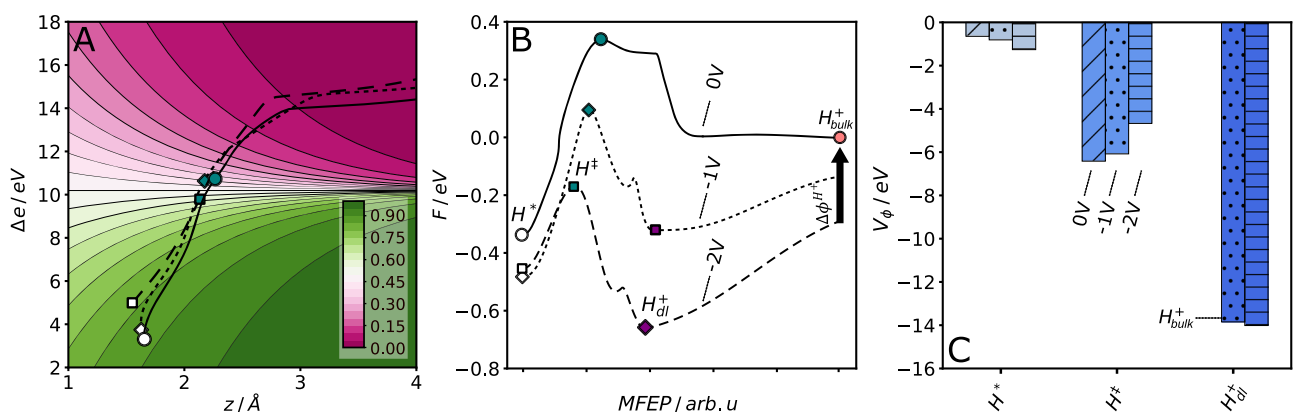 A
18
16
14
12
10
8
6
4
2
Δe / eV
1
2
3
4
z / Å
0.90
0.75
0.60
0.45
0.30
0.15
0.00
B
0.4
0.2
0.0
−0.2
−0.4
−0.6
−0.8
F / eV
MFEP / arb. u
H*
H‡
H⁺dl
H⁺bulk
0V
-1V
-2V
Δϕ^H⁺
C
0
−2
−4
−6
−8
−10
−12
−14
−16
Vϕ / eV
0V
-1V
-2V
H⁺bulk
H*
H‡
H⁺dl